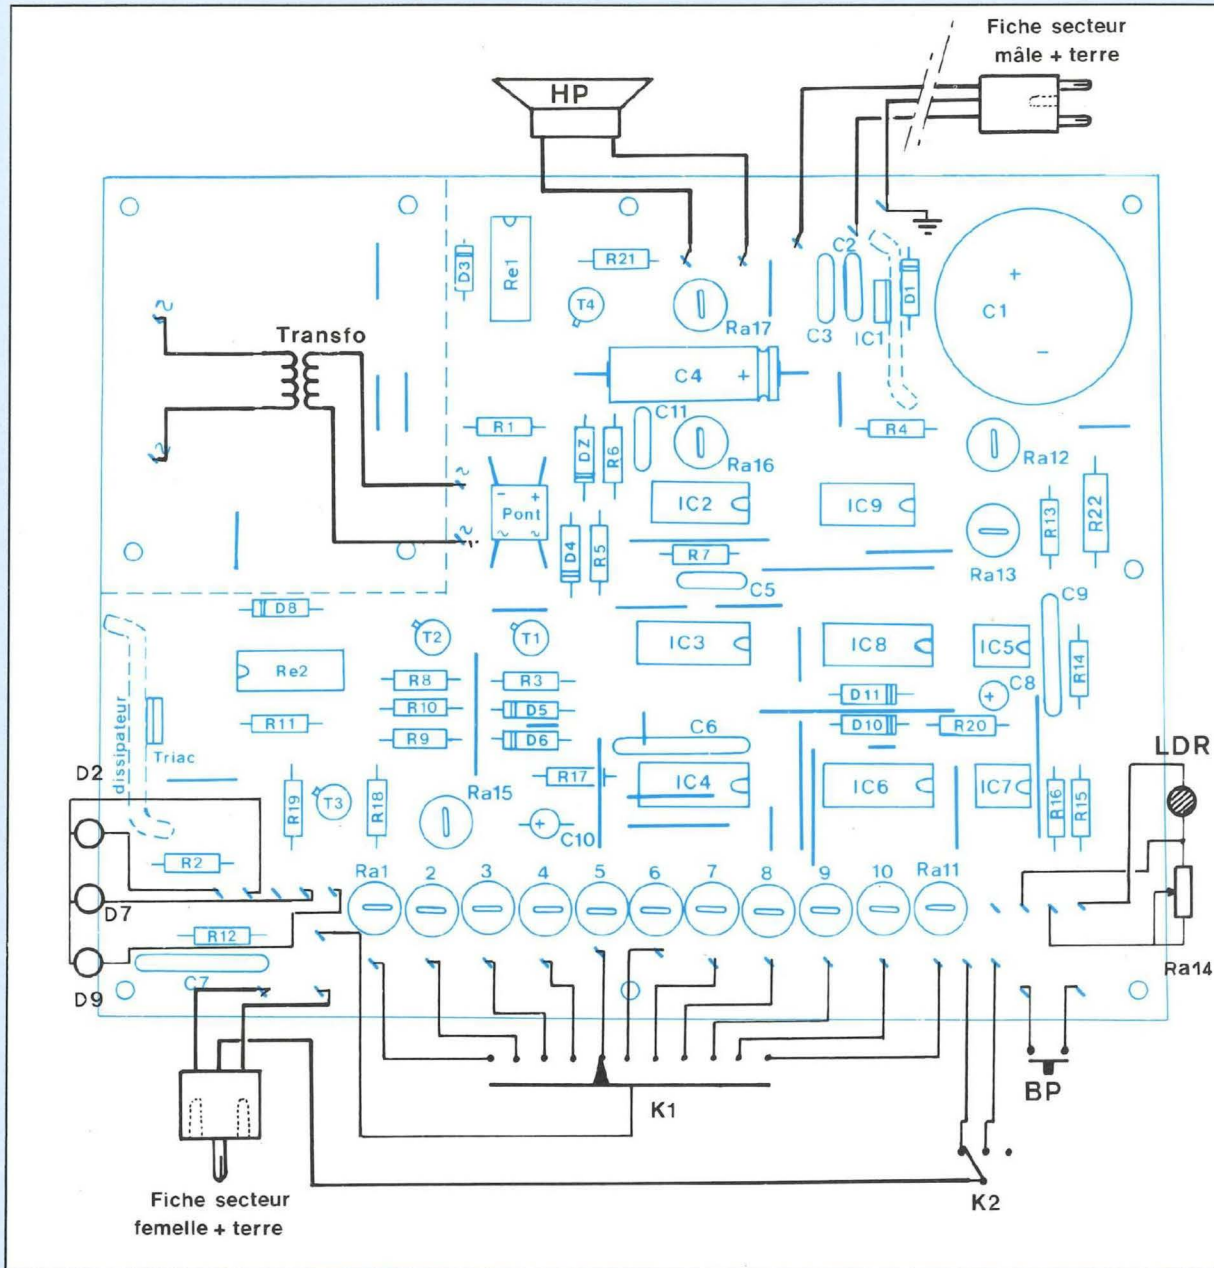 Fiche secteur
mâle + terre
HP
D3
Re1
R21
T4
Ra17
C2
C3
IC1
D1
+
C1
-
Transfo
C4 +
R1
DZ
R6
C11
Ra16
R4
Ra12
- +
Pont
IC2
IC9
R13
R22
D4
R5
R7
C5
Ra13
D8
T2
T1
IC3
IC8
IC5
C9
Re2
R8
R3
D11
+
C8
R14
R10
D5
R11
R9
D6
C6
D10
R20
dissipateur
Triac
D2
R17
IC4
IC6
IC7
LDR
R19
T3
R18
Ra15
+
C10
R16
R15
R2
Ra1
2
3
4
5
6
7
8
9
10
Ra11
D7
R12
C7
D9
Ra14
K1
BP
K2
Fiche secteur
femelle + terre